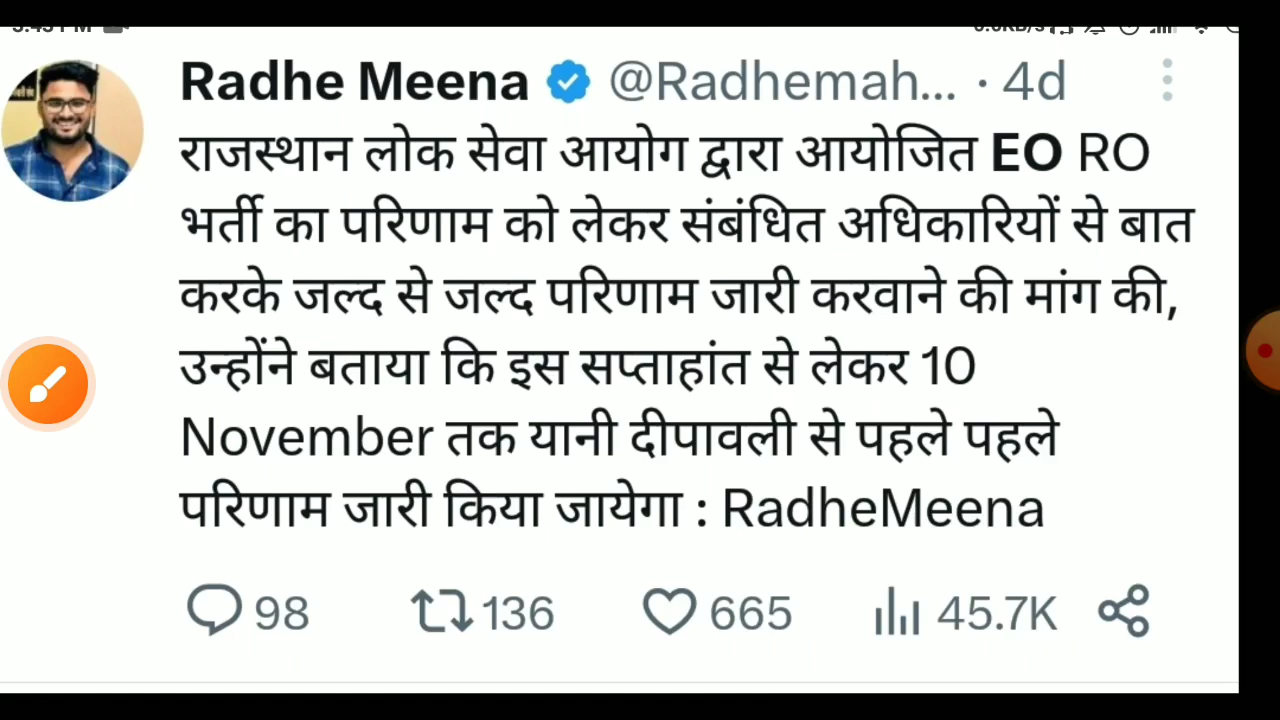 Radhe Meena @Radhemah... · 4d
राजस्थान लोक सेवा आयोग द्वारा आयोजित EO RO
भर्ती का परिणाम को लेकर संबंधित अधिकारियों से बात
करके जल्द से जल्द परिणाम जारी करवाने की मांग की,
उन्होंने बताया कि इस सप्ताहांत से लेकर 10
November तक यानी दीपावली से पहले पहले
परिणाम जारी किया जायेगा : RadheMeena
98 136 665 45.7K